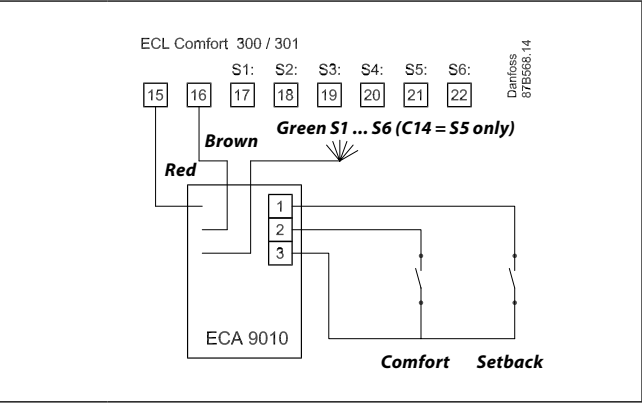 ECL Comfort 300 / 301
S1: S2: S3: S4: S5: S6:
15 16 17 18 19 20 21 22
Danfoss
87B568.14
Green S1 ... S6 (C14 = S5 only)
Brown
Red
1
2
3
ECA 9010
Comfort Setback